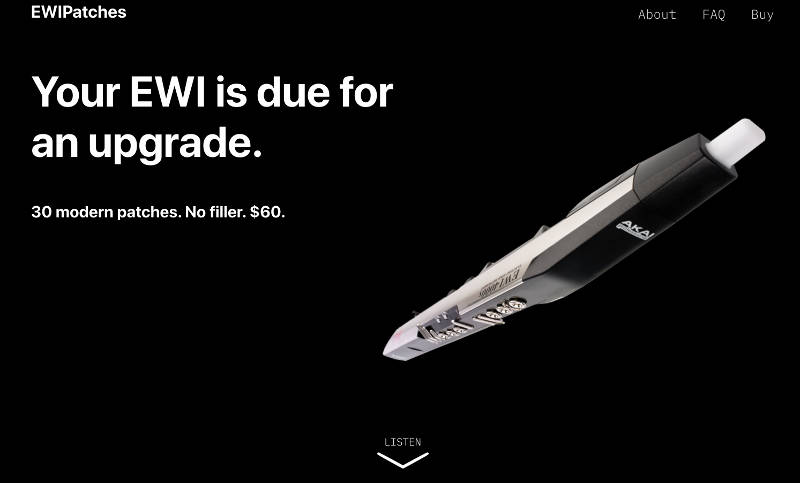 EWIPatches
About FAQ Buy
Your EWI is due for
an upgrade.
30 modern patches. No filler. $60.
AKAI
EWI4000s
LISTEN